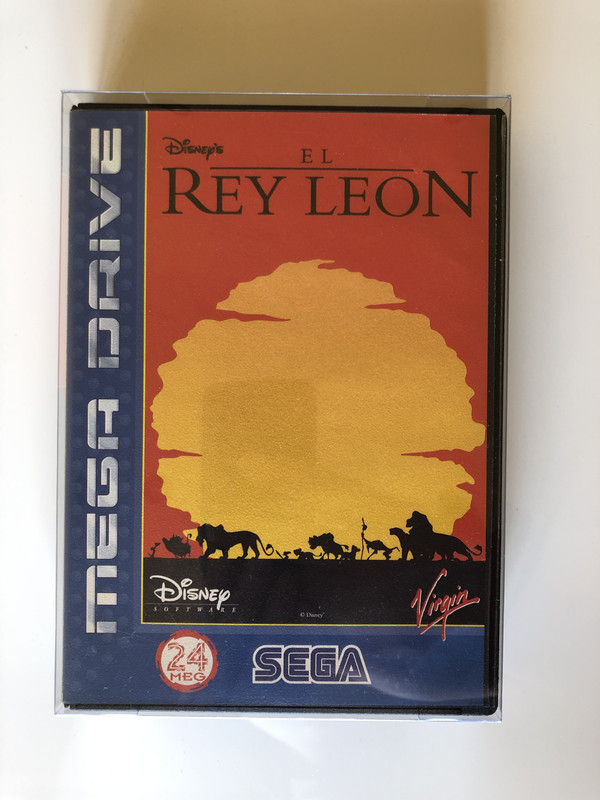 MEGA DRIVE
DISNEY'S
EL
REY LEON
Disney
SOFTWARE
© Disney
Virgin
24
MEG
SEGA